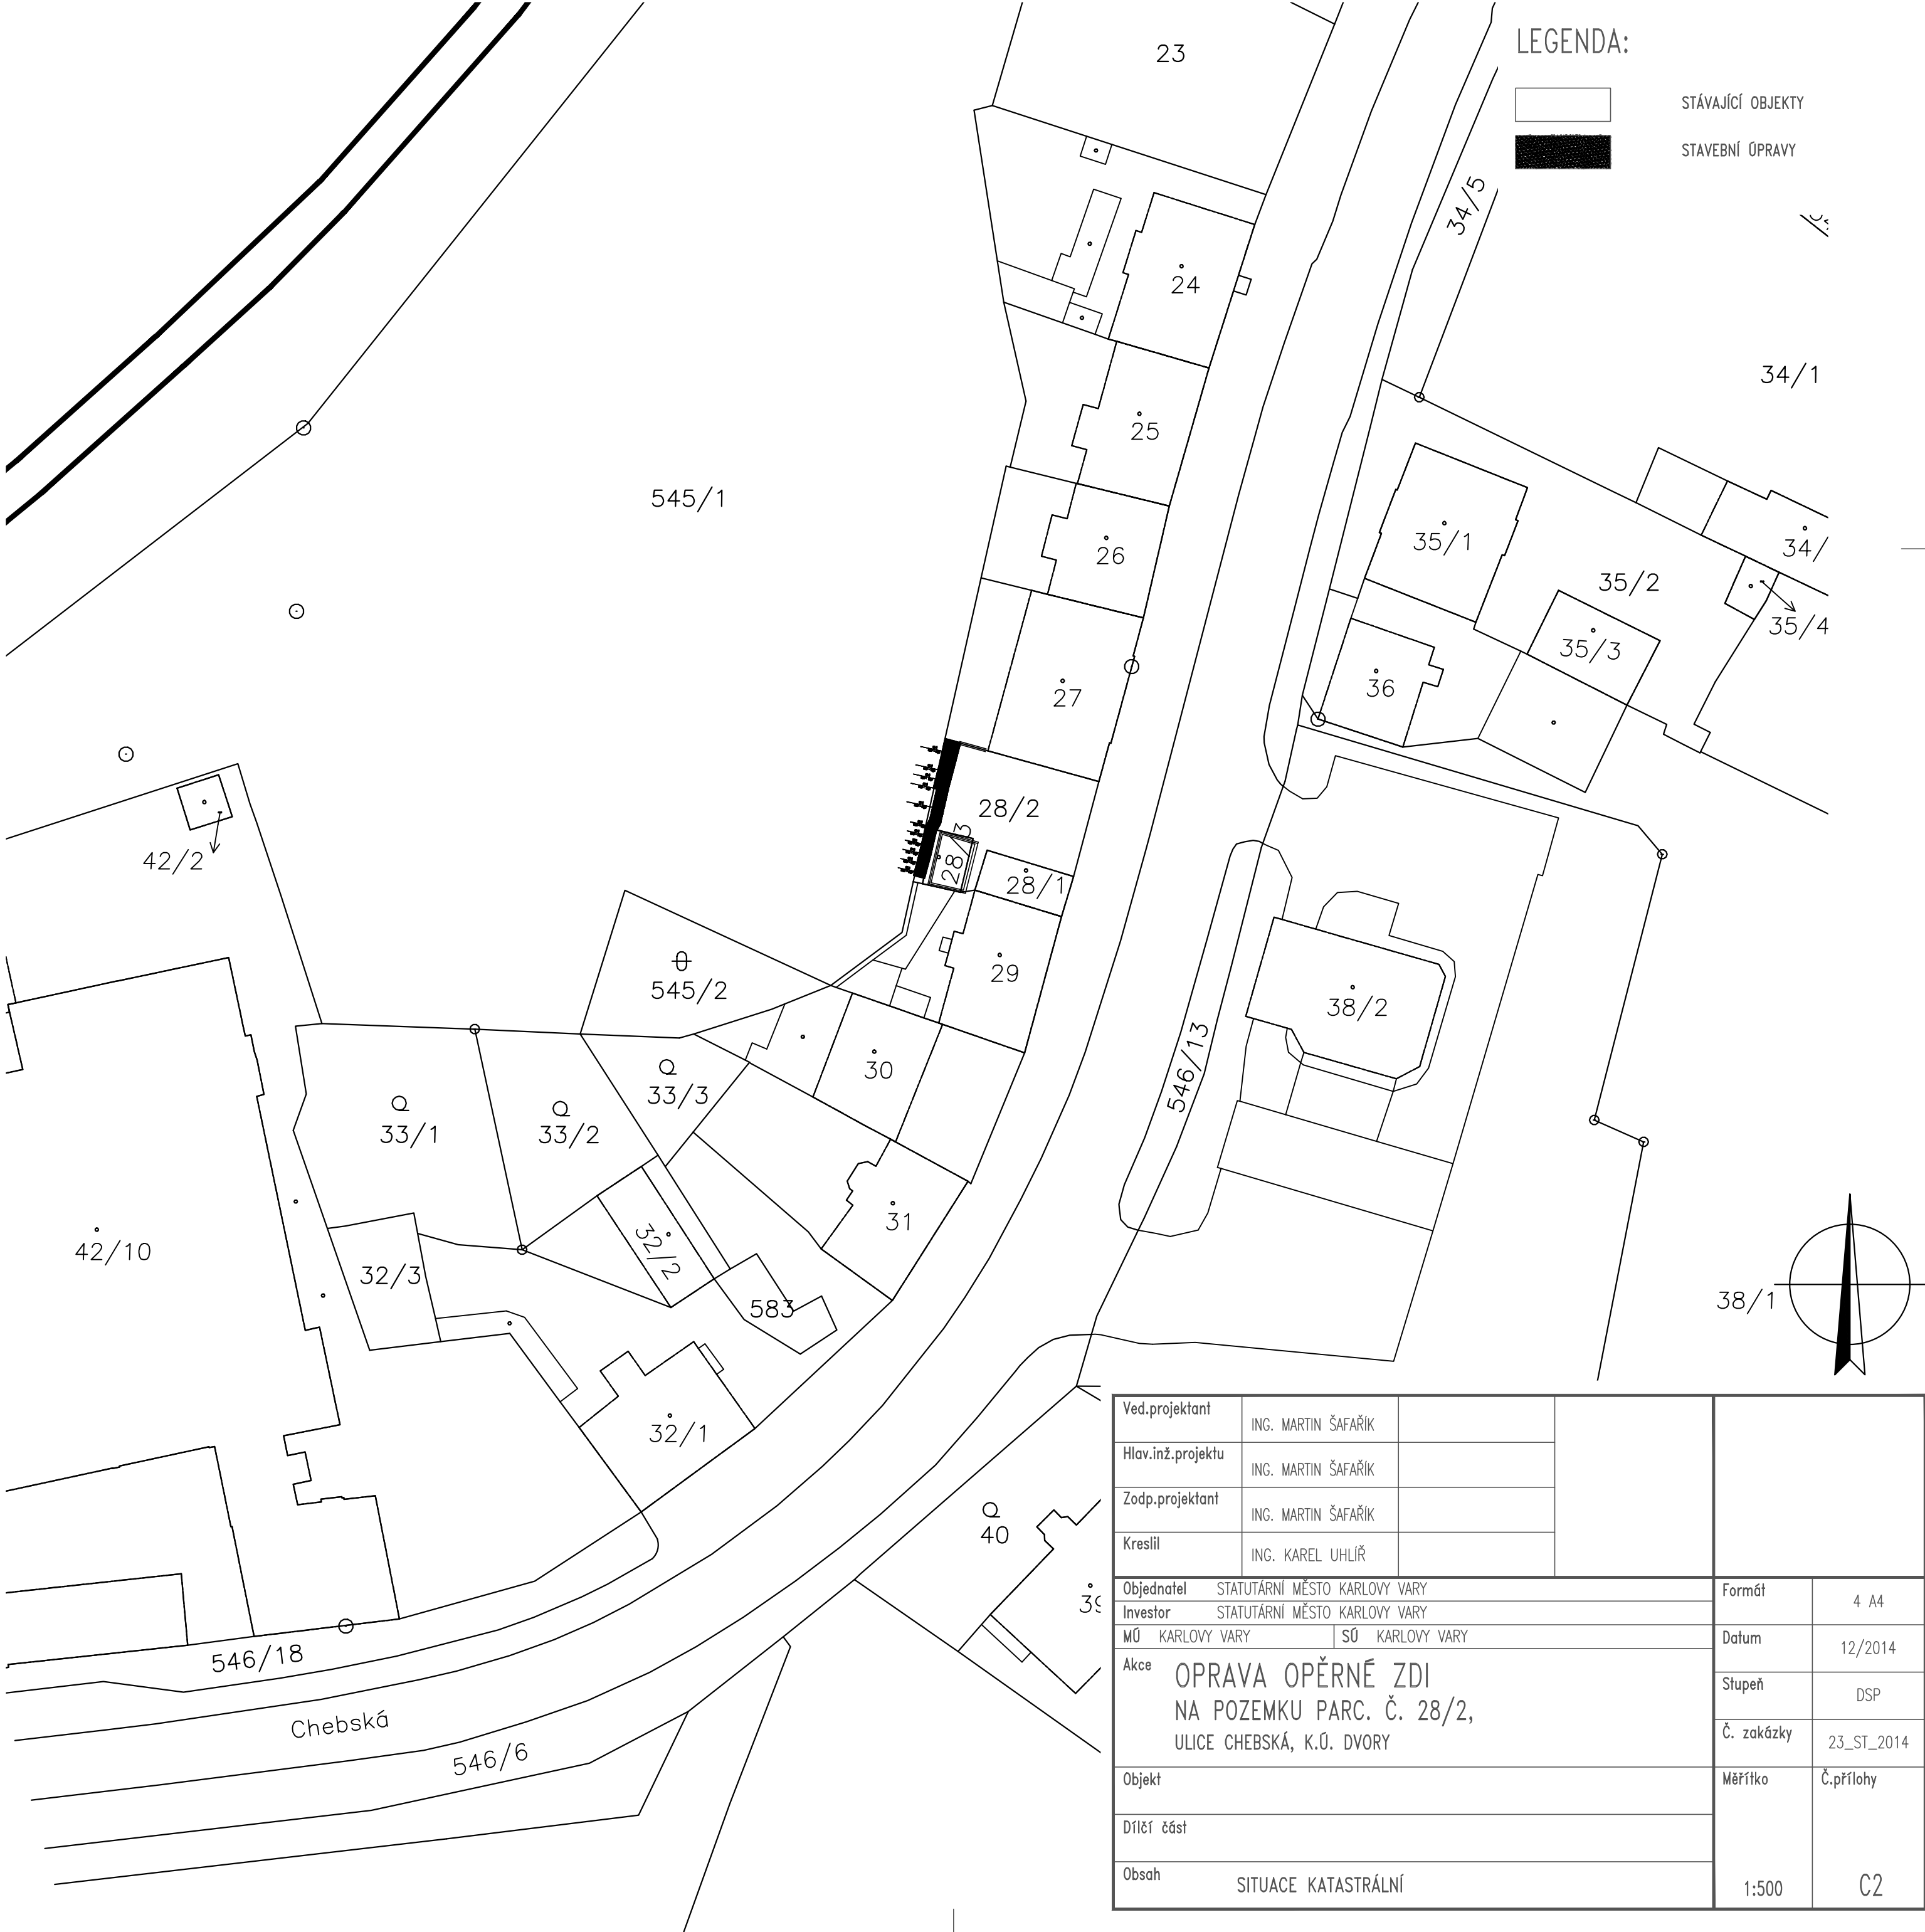 LEGENDA:
STÁVAJÍCÍ OBJEKTY
STAVEBNÍ ÚPRAVY
23
34/5
24
34/1
25
545/1
26
35/1
34/
35/2
35/4
35/3
36
27
28/2
28/3
28/1
42/2
29
545/2
38/2
30
546/13
33/3
33/1
33/2
31
42/10
32/2
32/3
583
38/1
32/1
40
39
546/18
Chebská
546/6
Ved.projektant ING. MARTIN ŠAFAŘÍK
Hlav.inž.projektu ING. MARTIN ŠAFAŘÍK
Zodp.projektant ING. MARTIN ŠAFAŘÍK
Kreslil ING. KAREL UHLÍŘ
Objednatel STATUTÁRNÍ MĚSTO KARLOVY VARY
Investor STATUTÁRNÍ MĚSTO KARLOVY VARY
MÚ KARLOVY VARY SÚ KARLOVY VARY
Akce OPRAVA OPĚRNÉ ZDI
NA POZEMKU PARC. Č. 28/2,
ULICE CHEBSKÁ, K.Ú. DVORY
Objekt
Dílčí část
Obsah SITUACE KATASTRÁLNÍ
Formát 4 A4
Datum 12/2014
Stupeň DSP
Č. zakázky 23_ST_2014
Měřítko Č.přílohy
1:500 C2